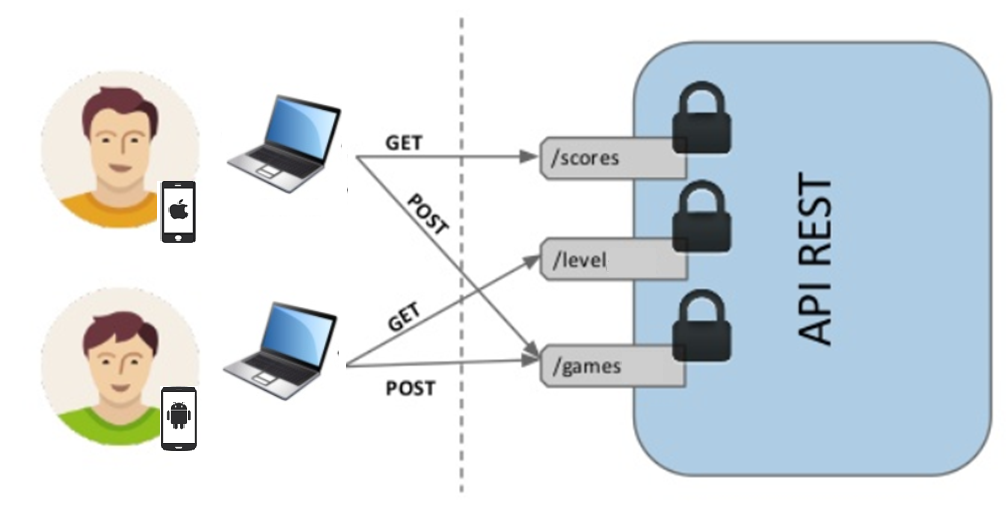 GET
/scores
POST
/level
GET
/games
POST
API REST